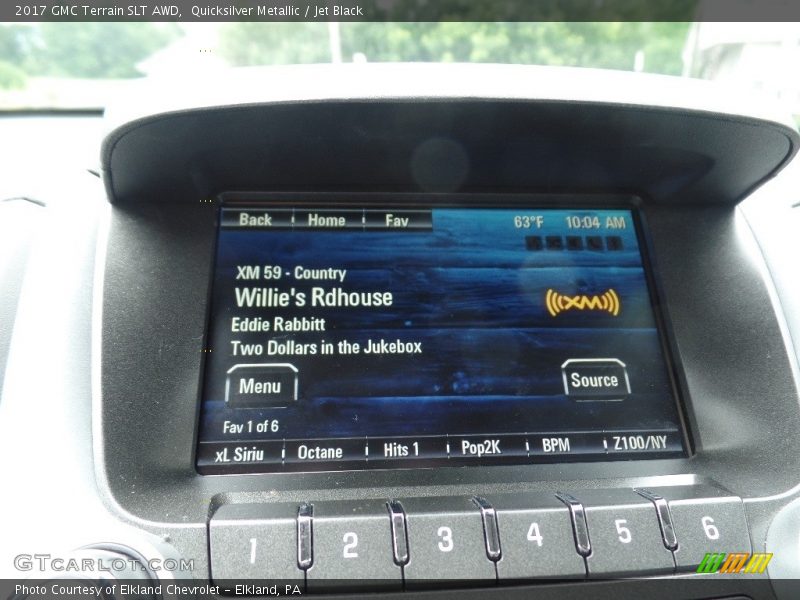 2017 GMC Terrain SLT AWD,  Quicksilver Metallic / Jet Black
Back Home Fav 63°F 10:04 AM
XM 59 - Country
Willie's Rdhouse
((XM))
Eddie Rabbitt
Two Dollars in the Jukebox
Menu Source
Fav 1 of 6
xL Siriu Octane Hits 1 Pop2K BPM Z100/NY
1 2 3 4 5 6
GTCARLOT.COM
Photo Courtesy of Elkland Chevrolet - Elkland, PA